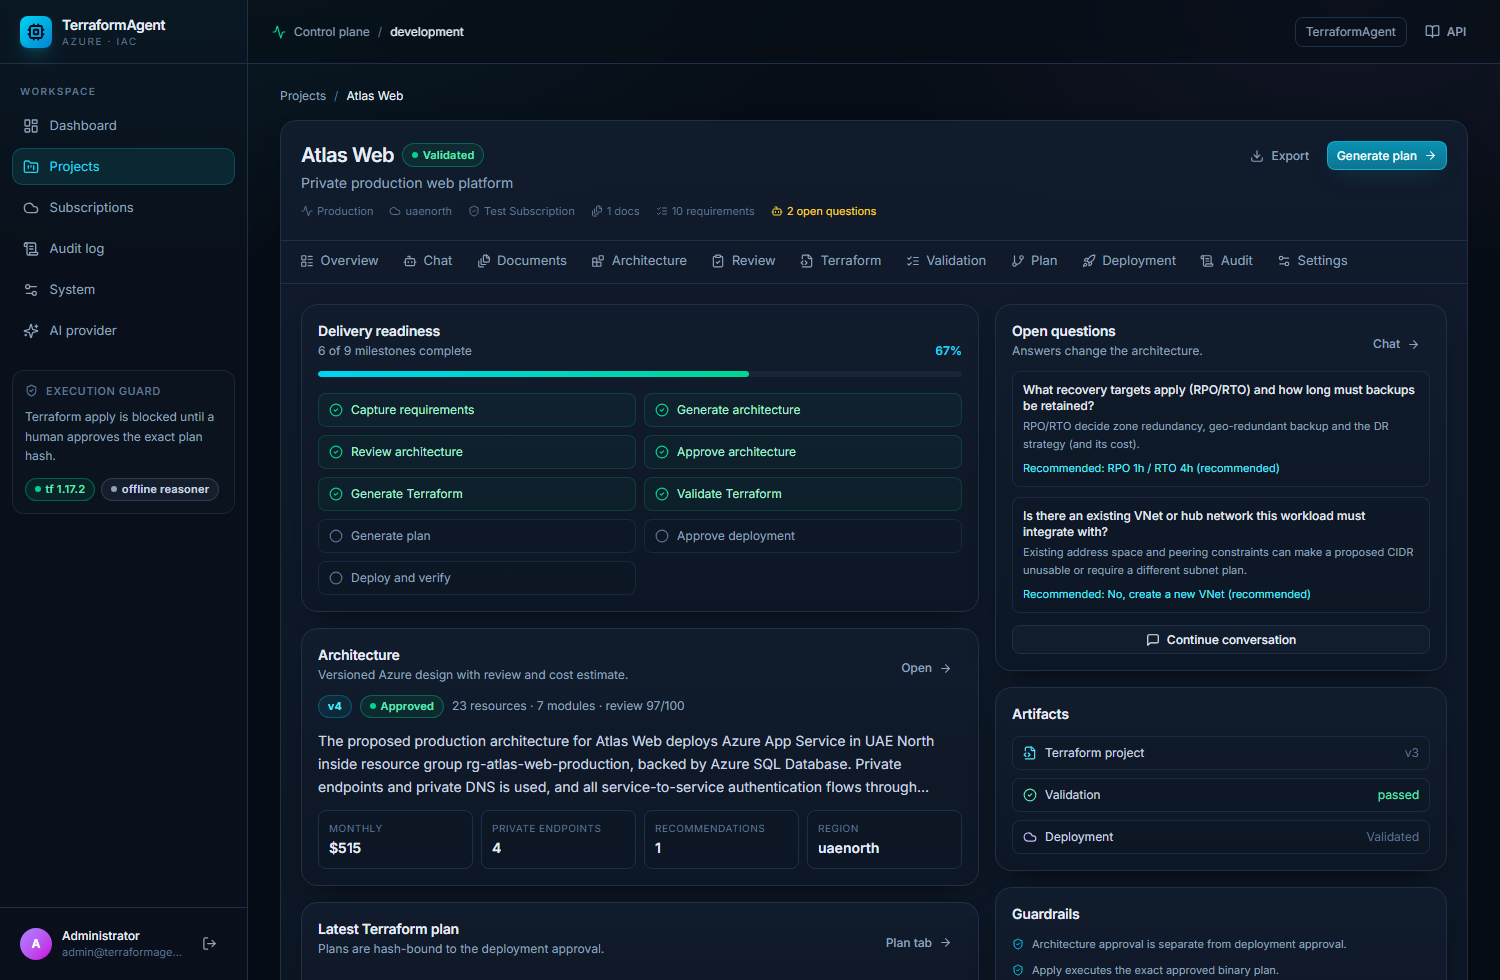 TerraformAgent
AZURE · IAC
Control plane / development
TerraformAgent
API
WORKSPACE
Dashboard
Projects
Subscriptions
Audit log
System
AI provider
EXECUTION GUARD
Terraform apply is blocked until a
human approves the exact plan
hash.
tf 1.17.2
offline reasoner
A
Administrator
admin@terraformage...
Projects / Atlas Web
Atlas Web
Validated
Export
Generate plan
Private production web platform
Production
uaenorth
Test Subscription
1 docs
10 requirements
2 open questions
Overview
Chat
Documents
Architecture
Review
Terraform
Validation
Plan
Deployment
Audit
Settings
Delivery readiness
6 of 9 milestones complete
67%
Capture requirements
Generate architecture
Review architecture
Approve architecture
Generate Terraform
Validate Terraform
Generate plan
Approve deployment
Deploy and verify
Architecture
Versioned Azure design with review and cost estimate.
Open
v4
Approved
23 resources · 7 modules · review 97/100
The proposed production architecture for Atlas Web deploys Azure App Service in UAE North
inside resource group rg-atlas-web-production, backed by Azure SQL Database. Private
endpoints and private DNS is used, and all service-to-service authentication flows through...
MONTHLY
$515
PRIVATE ENDPOINTS
4
RECOMMENDATIONS
1
REGION
uaenorth
Latest Terraform plan
Plans are hash-bound to the deployment approval.
Plan tab
Open questions
Answers change the architecture.
Chat
What recovery targets apply (RPO/RTO) and how long must backups
be retained?
RPO/RTO decide zone redundancy, geo-redundant backup and the DR
strategy (and its cost).
Recommended: RPO 1h / RTO 4h (recommended)
Is there an existing VNet or hub network this workload must
integrate with?
Existing address space and peering constraints can make a proposed CIDR
unusable or require a different subnet plan.
Recommended: No, create a new VNet (recommended)
Continue conversation
Artifacts
Terraform project
v3
Validation
passed
Deployment
Validated
Guardrails
Architecture approval is separate from deployment approval.
Apply executes the exact approved binary plan.